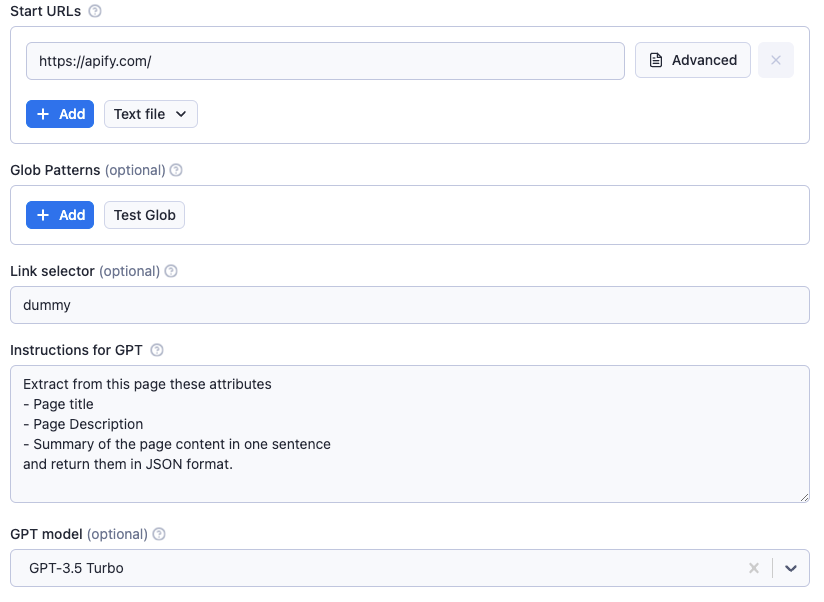 Start URLs
https://apify.com/
Advanced
Add
Text file
Glob Patterns (optional)
Add
Test Glob
Link selector (optional)
dummy
Instructions for GPT
Extract from this page these attributes
- Page title
- Page Description
- Summary of the page content in one sentence
and return them in JSON format.
GPT model (optional)
GPT-3.5 Turbo